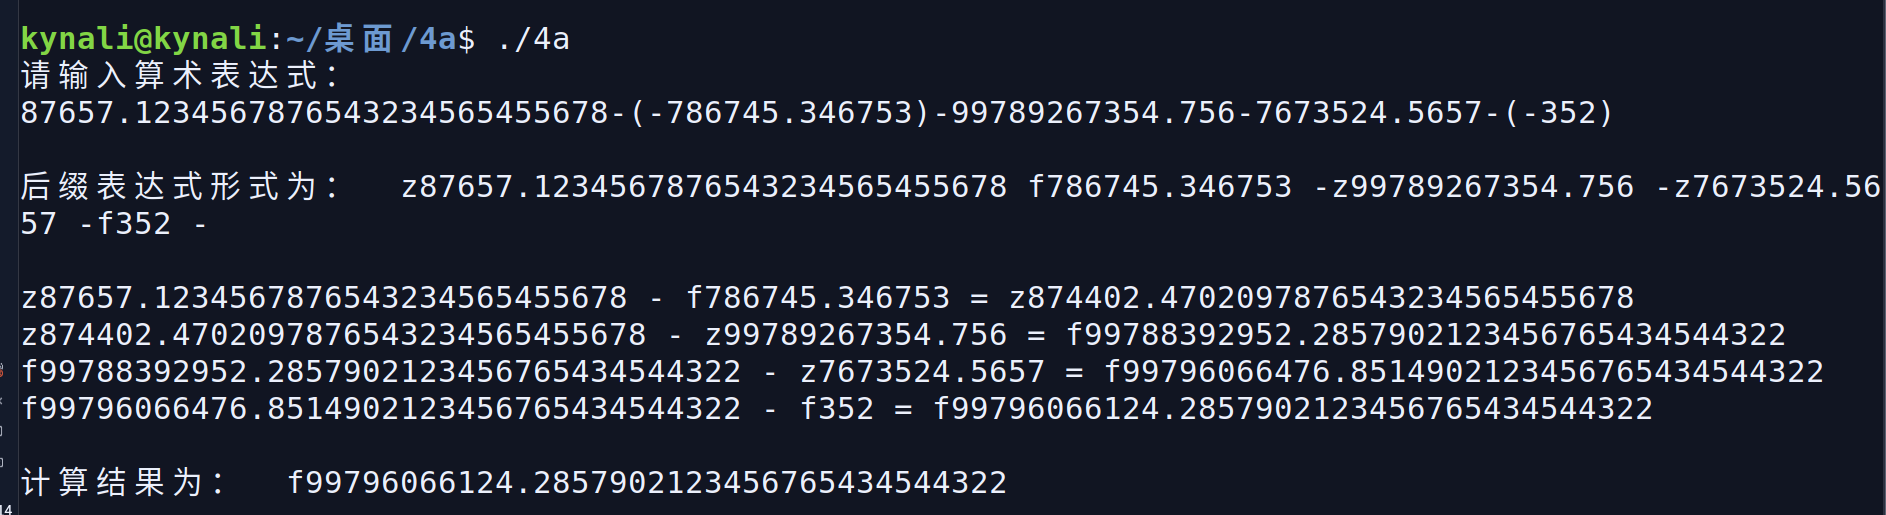 kynali@kynali:~/桌面/4a$ ./4a
请输入算术表达式：
87657.1234567876543234565455678-(-786745.346753)-99789267354.756-7673524.5657-(-352)
后缀表达式形式为：  z87657.1234567876543234565455678 f786745.346753 -z99789267354.756 -z7673524.56
57 -f352 -
z87657.1234567876543234565455678 - f786745.346753 = z874402.4702097876543234565455678
z874402.4702097876543234565455678 - z99789267354.756 = f99788392952.2857902123456765434544322
f99788392952.2857902123456765434544322 - z7673524.5657 = f99796066476.8514902123456765434544322
f99796066476.8514902123456765434544322 - f352 = f99796066124.2857902123456765434544322
计算结果为：  f99796066124.2857902123456765434544322
14